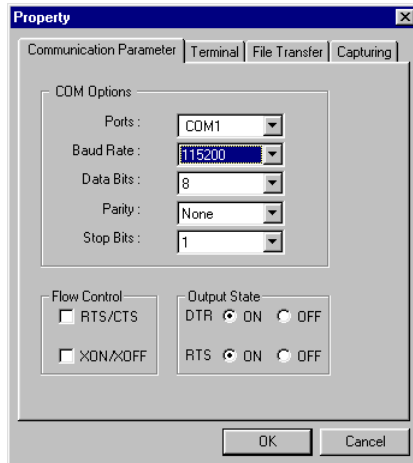 Property
Communication Parameter Terminal File Transfer Capturing
COM Options
Ports : COM1
Baud Rate : 115200
Data Bits : 8
Parity : None
Stop Bits : 1
Flow Control Output State
RTS/CTS DTR ON OFF
XON/XOFF RTS ON OFF
OK Cancel